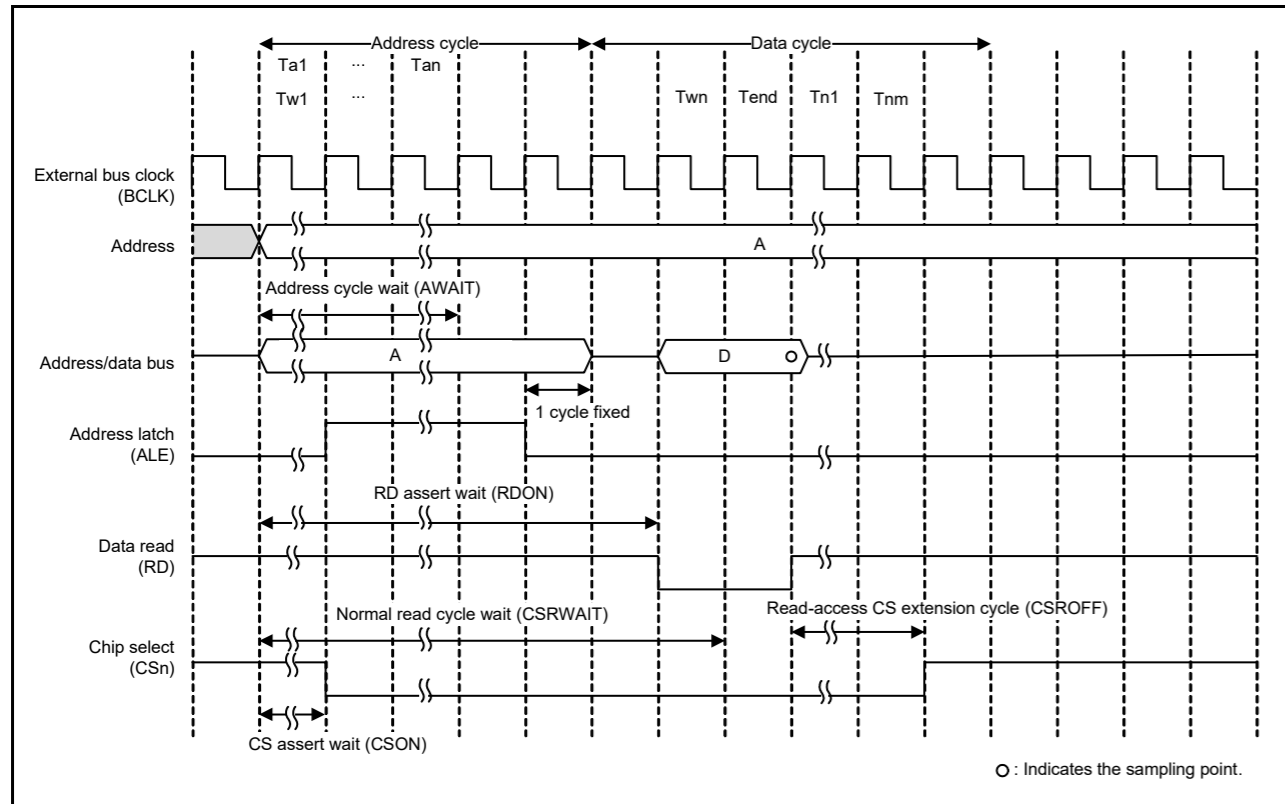 Address cycle
Data cycle
Ta1 ... Tan
Tw1 ... Twn Tend Tn1 Tnm
External bus clock
(BCLK)
Address
A
Address cycle wait (AWAIT)
Address/data bus
A
D
1 cycle fixed
Address latch
(ALE)
RD assert wait (RDON)
Data read
(RD)
Normal read cycle wait (CSRWAIT)
Read-access CS extension cycle (CSROFF)
Chip select
(CSn)
CS assert wait (CSON)
: Indicates the sampling point.